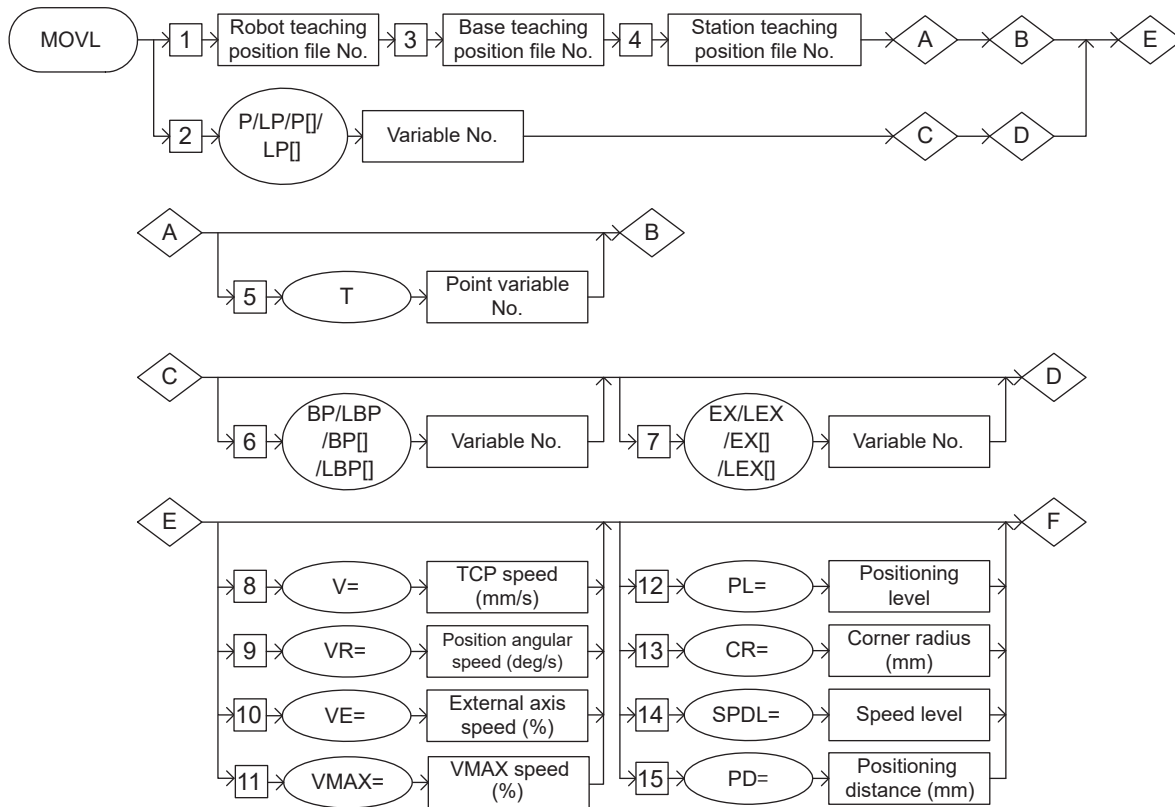 MOVL
1
Robot teaching
position file No.
3
Base teaching
position file No.
4
Station teaching
position file No.
A
B
E
2
P/LP/P[]/
LP[]
Variable No.
C
D
A
B
5
T
Point variable
No.
C
D
6
BP/LBP
/BP[]
/LBP[]
Variable No.
7
EX/LEX
/EX[]
/LEX[]
Variable No.
E
F
8
V=
TCP speed
(mm/s)
12
PL=
Positioning
level
9
VR=
Position angular
speed (deg/s)
13
CR=
Corner radius
(mm)
10
VE=
External axis
speed (%)
14
SPDL=
Speed level
11
VMAX=
VMAX speed
(%)
15
PD=
Positioning
distance (mm)